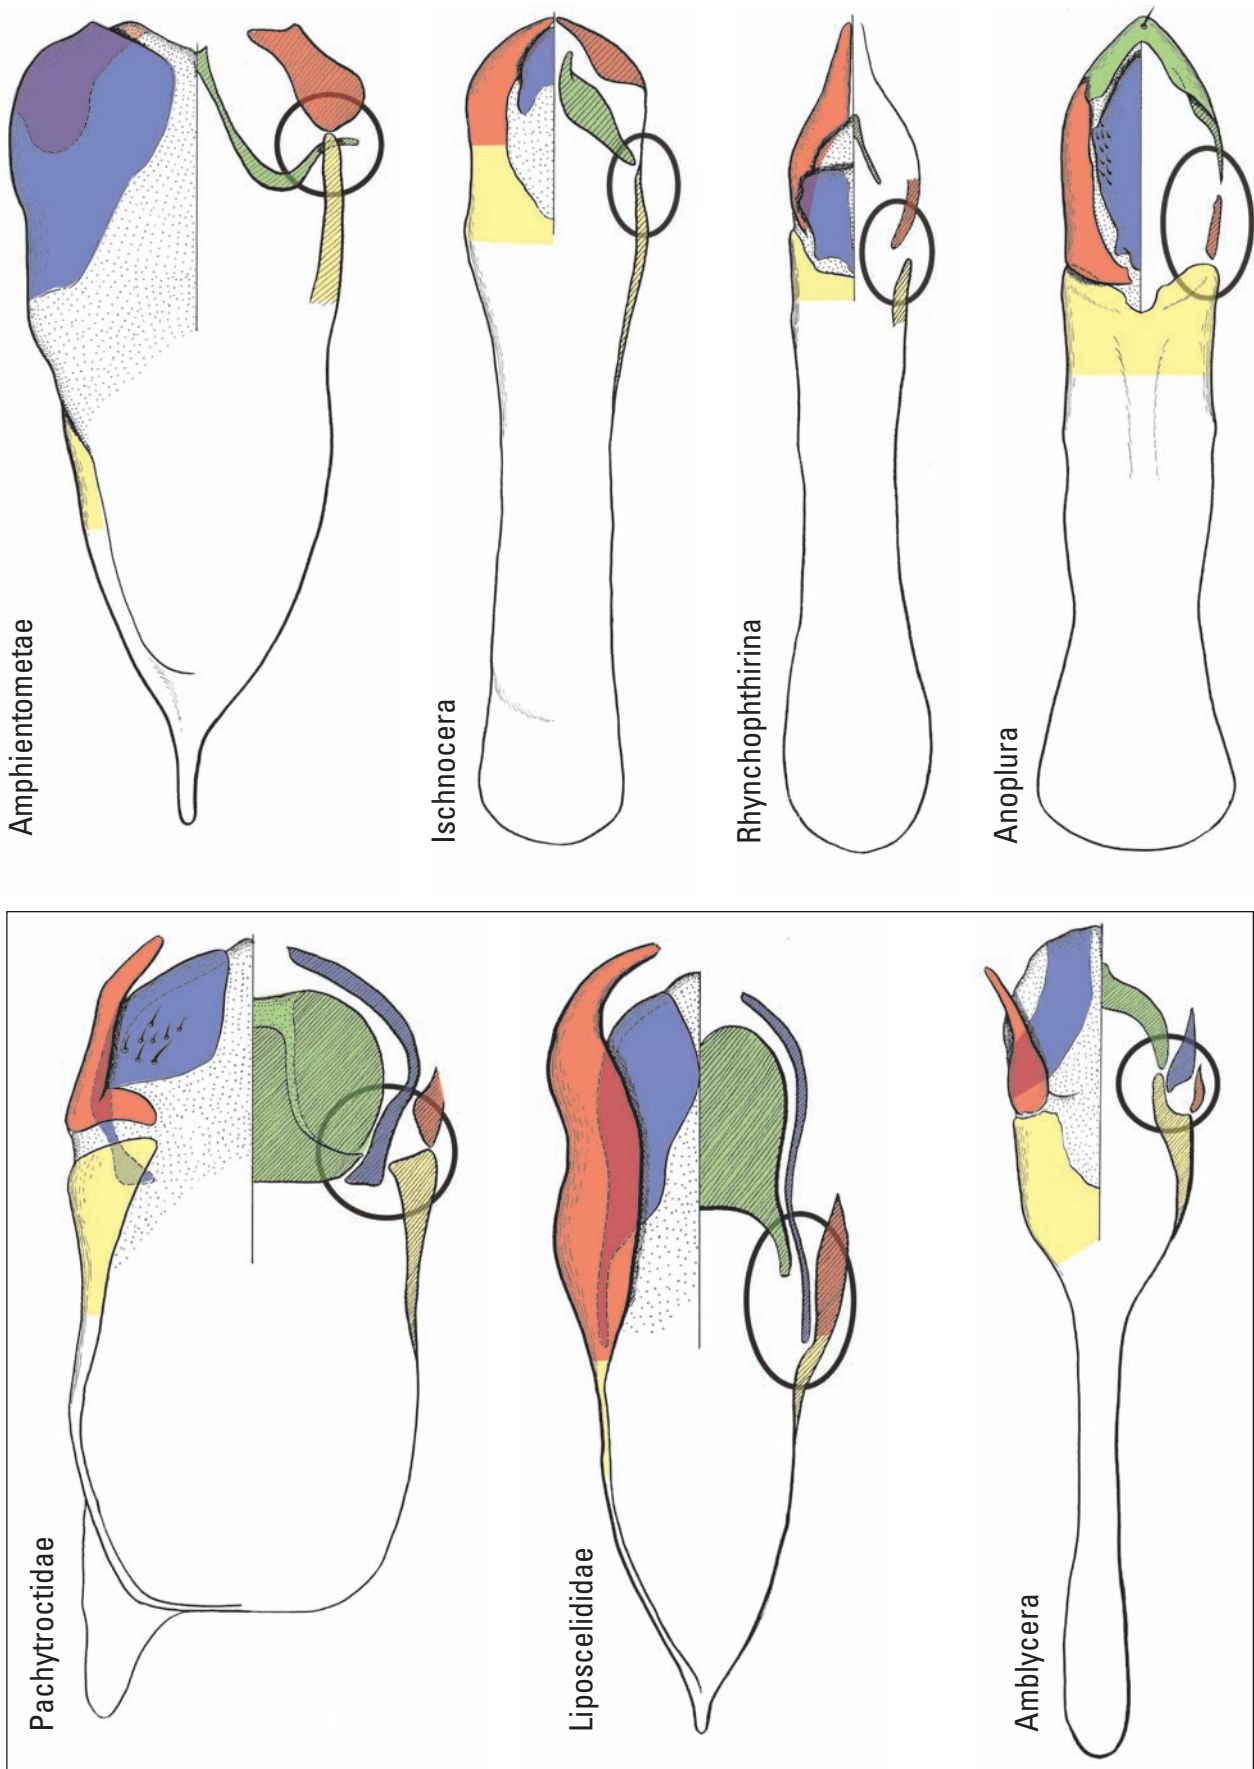 Amphientometae
Ischnocera
Rhynchophthirina
Anoplura
Pachytroctidae
Liposcelididae
Amblycera